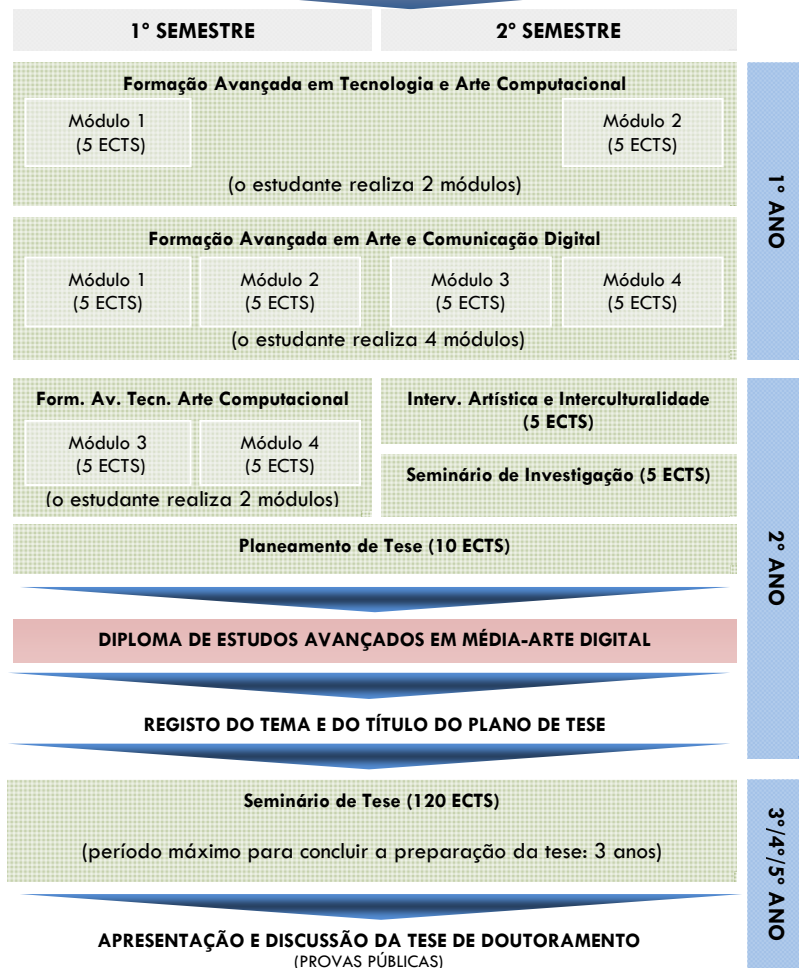 1º SEMESTRE
2º SEMESTRE
Formação Avançada em Tecnologia e Arte Computacional
Módulo 1
(5 ECTS)
Módulo 2
(5 ECTS)
(o estudante realiza 2 módulos)
Formação Avançada em Arte e Comunicação Digital
Módulo 1
(5 ECTS)
Módulo 2
(5 ECTS)
Módulo 3
(5 ECTS)
Módulo 4
(5 ECTS)
(o estudante realiza 4 módulos)
1º ANO
Form. Av. Tecn. Arte Computacional
Módulo 3
(5 ECTS)
Módulo 4
(5 ECTS)
(o estudante realiza 2 módulos)
Interv. Artística e Interculturalidade
(5 ECTS)
Seminário de Investigação (5 ECTS)
Planeamento de Tese (10 ECTS)
DIPLOMA DE ESTUDOS AVANÇADOS EM MÉDIA-ARTE DIGITAL
REGISTO DO TEMA E DO TÍTULO DO PLANO DE TESE
2º ANO
Seminário de Tese (120 ECTS)
(período máximo para concluir a preparação da tese: 3 anos)
APRESENTAÇÃO E DISCUSSÃO DA TESE DE DOUTORAMENTO
(PROVAS PÚBLICAS)
3º/4º/5º ANO